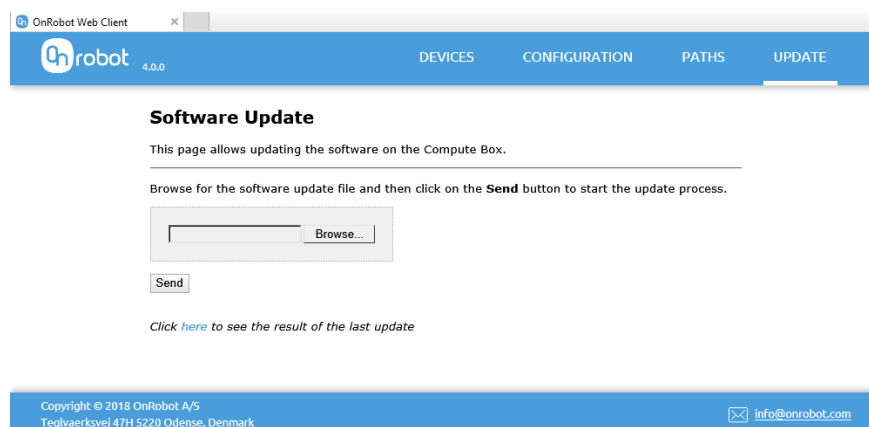 OnRobot Web Client ×
OnRobot 4.0.0 DEVICES CONFIGURATION PATHS UPDATE
Software Update
This page allows updating the software on the Compute Box.
Browse for the software update file and then click on the Send button to start the update process.
Browse...
Send
Click here to see the result of the last update
Copyright © 2018 OnRobot A/S
Teglvaerksvej 47H 5220 Odense, Denmark
info@onrobot.com